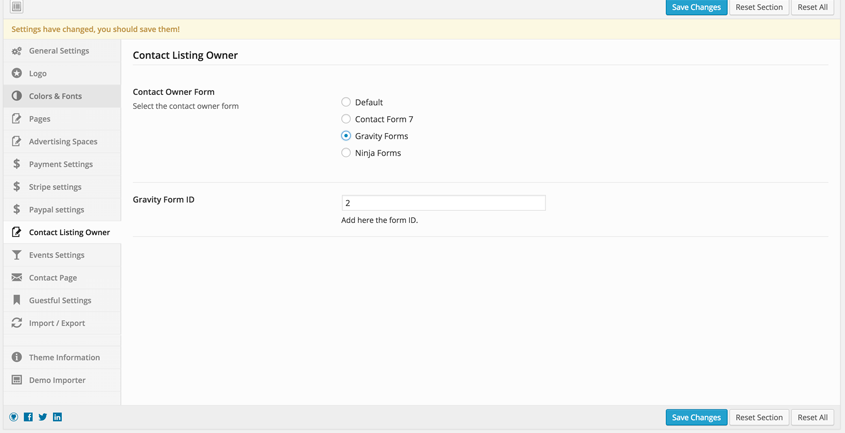 Save Changes Reset Section Reset All
Settings have changed, you should save them!
General Settings
Logo
Colors & Fonts
Pages
Advertising Spaces
Payment Settings
Stripe settings
Paypal settings
Contact Listing Owner
Events Settings
Contact Page
Guestful Settings
Import / Export
Theme Information
Demo Importer
Contact Listing Owner
Contact Owner Form
Select the contact owner form
Default
Contact Form 7
Gravity Forms
Ninja Forms
Gravity Form ID
2
Add here the form ID.
Save Changes Reset Section Reset All